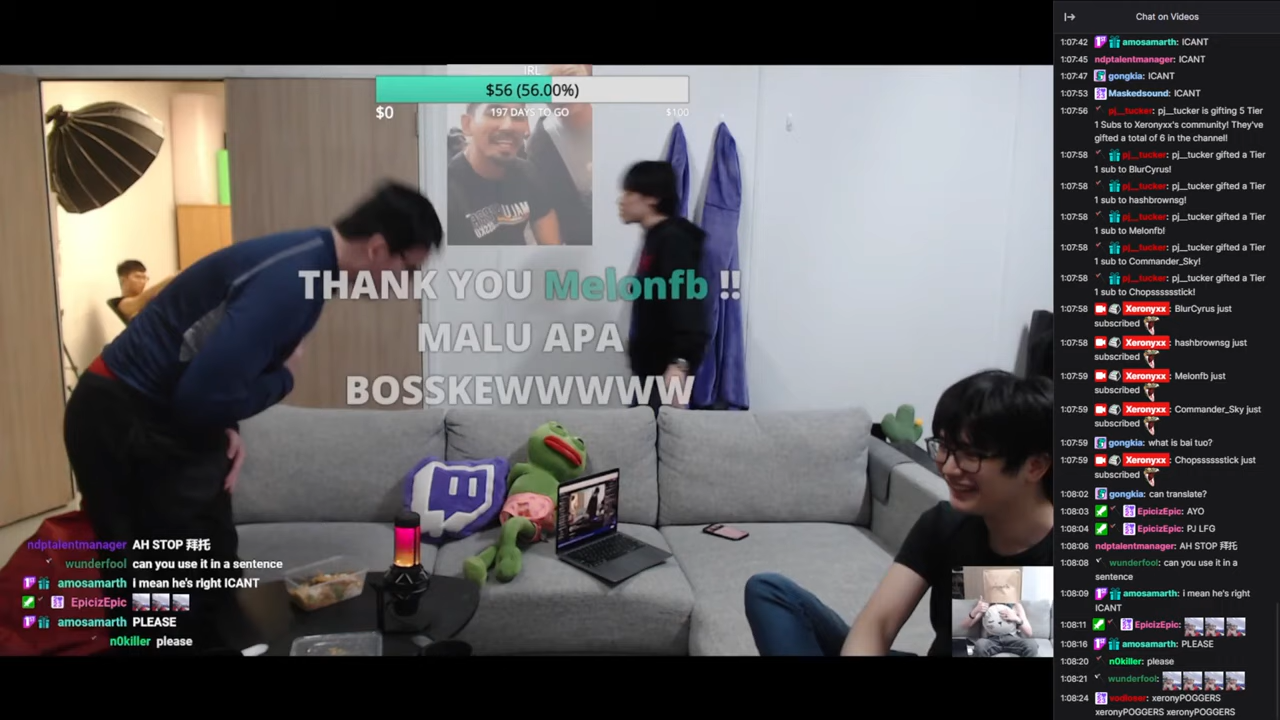 IRL
$56 (56.00%)
$0
197 DAYS TO GO
$100
THANK YOU Melonfb !!
MALU APA
BOSSKEWWWWW
ndptalentmanager AH STOP 拜托
wunderfool can you use it in a sentence
amosamarth i mean he's right ICANT
EpicizEpic
amosamarth PLEASE
n0killer please
Chat on Videos
1:07:42 amosamarth: ICANT
1:07:45 ndptalentmanager: ICANT
1:07:47 gongkia: ICANT
1:07:53 Maskedsound: ICANT
1:07:56 pj__tucker: pj__tucker is gifting 5 Tier
1 Subs to Xeronyxx's community! They've
gifted a total of 6 in the channel!
1:07:58 pj__tucker: pj__tucker gifted a Tier
1 sub to BlurCyrus!
1:07:58 pj__tucker: pj__tucker gifted a Tier
1 sub to hashbrownsg!
1:07:58 pj__tucker: pj__tucker gifted a Tier
1 sub to Melonfb!
1:07:58 pj__tucker: pj__tucker gifted a Tier
1 sub to Commander_Sky!
1:07:58 pj__tucker: pj__tucker gifted a Tier
1 sub to Chopsssssstick!
1:07:58 Xeronyxx: BlurCyrus just
subscribed
1:07:58 Xeronyxx: hashbrownsg just
subscribed
1:07:59 Xeronyxx: Melonfb just
subscribed
1:07:59 Xeronyxx: Commander_Sky just
subscribed
1:07:59 gongkia: what is bai tuo?
1:07:59 Xeronyxx: Chopsssssstick just
subscribed
1:08:02 gongkia: can translate?
1:08:03 EpicizEpic: AYO
1:08:04 EpicizEpic: PJ LFG
1:08:06 ndptalentmanager: AH STOP 拜托
1:08:08 wunderfool: can you use it in a
sentence
1:08:09 amosamarth: i mean he's right
ICANT
1:08:11 EpicizEpic:
1:08:16 amosamarth: PLEASE
1:08:20 n0killer: please
1:08:21 wunderfool:
1:08:24 vodloser: xeronyPOGGERS
xeronyPOGGERS xeronyPOGGERS